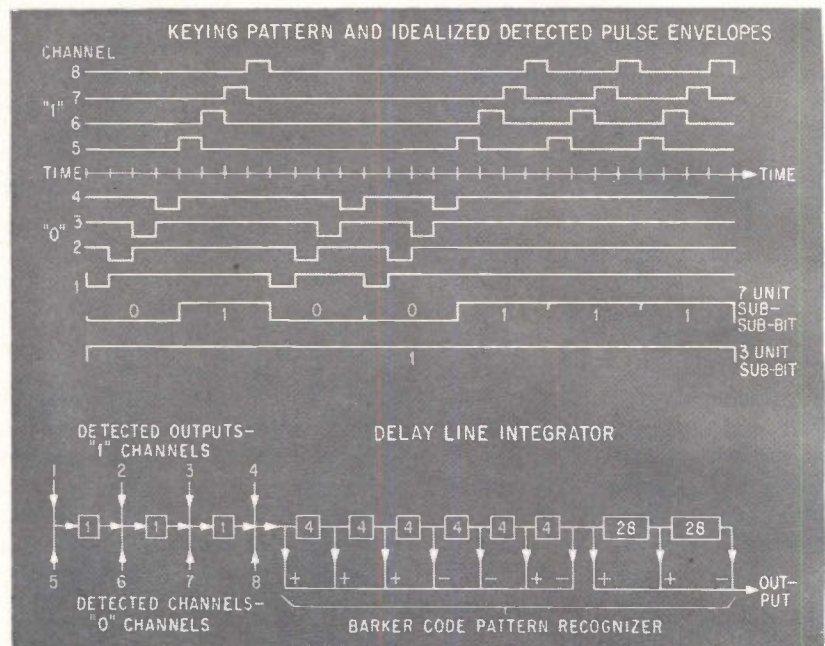 KEYING PATTERN AND IDEALIZED DETECTED PULSE ENVELOPES
CHANNEL
8
7
"1"
6
5
TIME
TIME
4
3
"0"
2
1
0 1 0 0 1 1 1
7 UNIT
SUB-
SUB-BIT
1
3 UNIT
SUB-BIT
DETECTED OUTPUTS-
"1" CHANNELS
DELAY LINE INTEGRATOR
1 2 3 4
1 1 1 4 4 4 4 4 4 28 28
+ + + - - + - + + -
5 6 7 8
OUT-
PUT
DETECTED CHANNELS-
"0" CHANNELS
BARKER CODE PATTERN RECOGNIZER